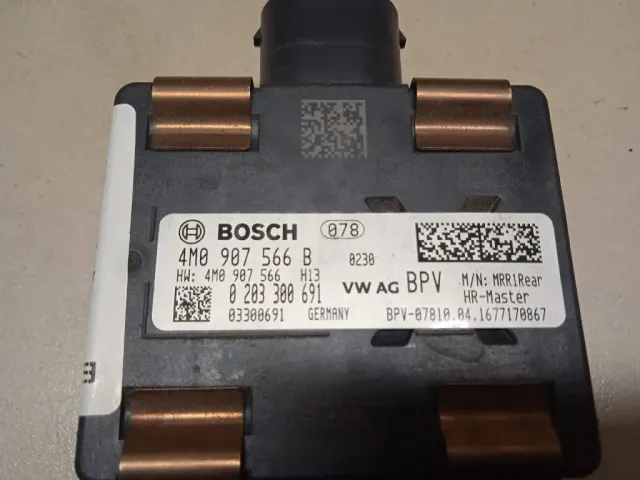 BOSCH 078
4M0 907 566 B 0230
HW: 4M0 907 566 H13
0 203 300 691
03300691 GERMANY
VW AG BPV
M/N: MRR1Rear
HR-Master
BPV-07810.04.1677170867